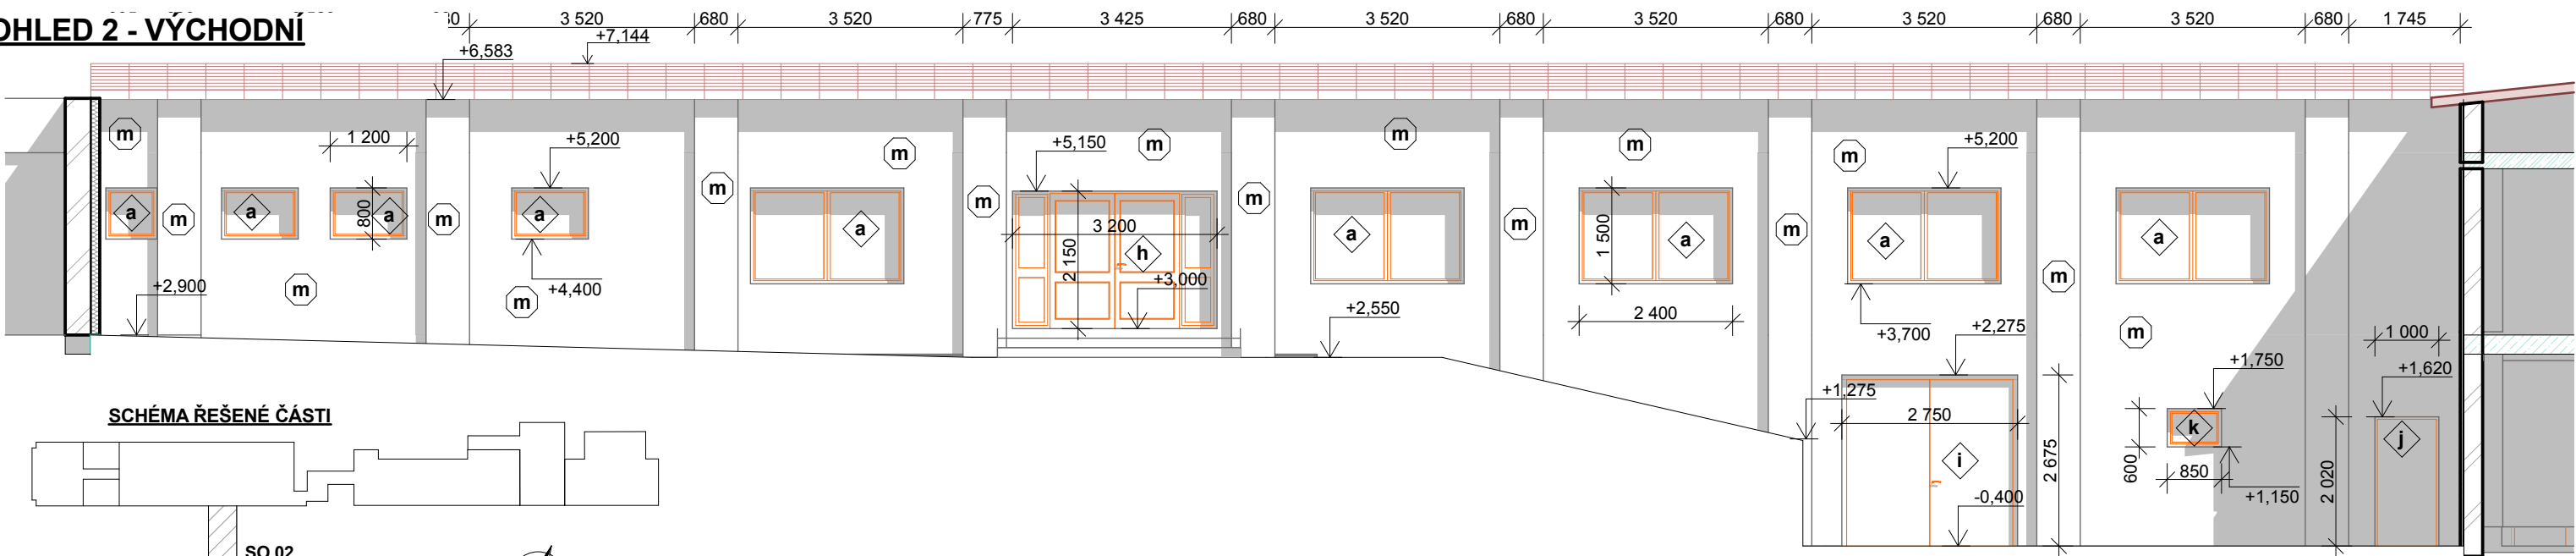 OHLED 2 - VÝCHODNÍ
3 520 680 3 520 775 3 425 680 3 520 680 3 520 680 3 520 680 3 520 680 1 745
+7,144
+6,583
m 1 200 +5,200 m +5,150 m m m m +5,200
m m m m
a m a 800 a m a a 3 200 a m 1 500 a m a a
2 150 h
m +2,900 +4,400 m +3,000 m
+2,550 2 400 +3,700 +2,275 m 1 000
+1,750 +1,620
+1,275
SCHÉMA ŘEŠENÉ ČÁSTI 2 750 k j
i 2 675 600 850 2 020
-0,400 +1,150
SO 02